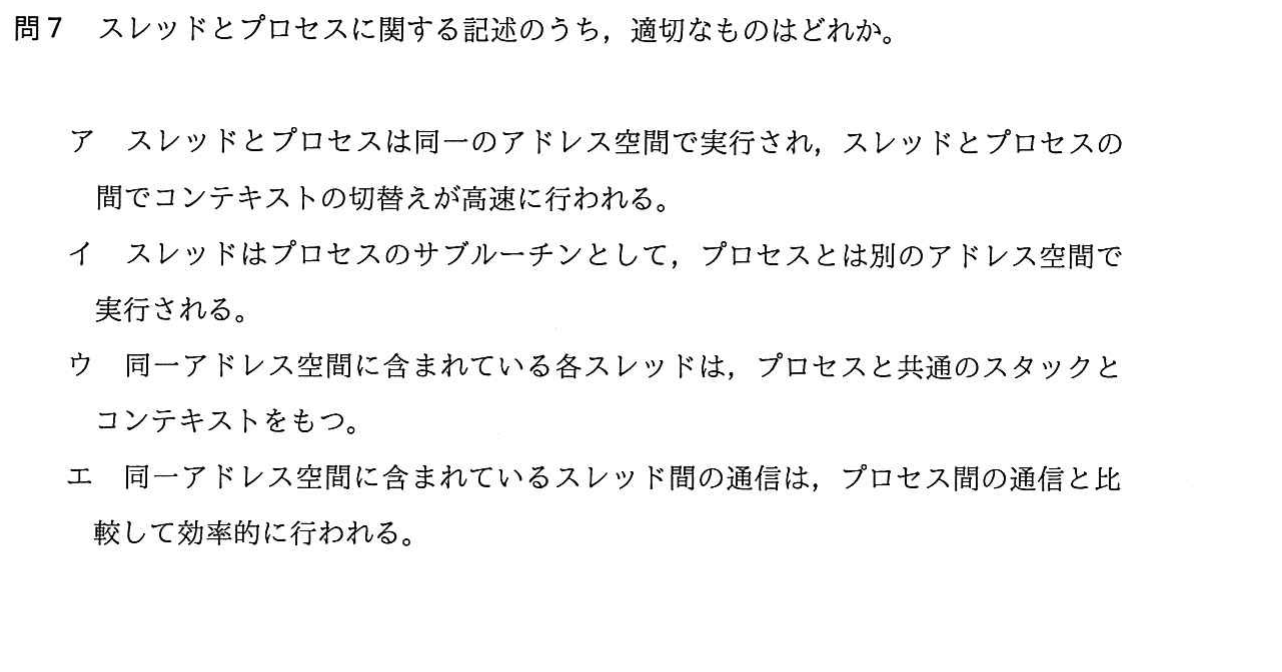 問7 スレッドとプロセスに関する記述のうち，適切なものはどれか。
ア スレッドとプロセスは同一のアドレス空間で実行され，スレッドとプロセスの
間でコンテキストの切替えが高速に行われる。
イ スレッドはプロセスのサブルーチンとして，プロセスとは別のアドレス空間で
実行される。
ウ 同一アドレス空間に含まれている各スレッドは，プロセスと共通のスタックと
コンテキストをもつ。
エ 同一アドレス空間に含まれているスレッド間の通信は，プロセス間の通信と比
較して効率的に行われる。